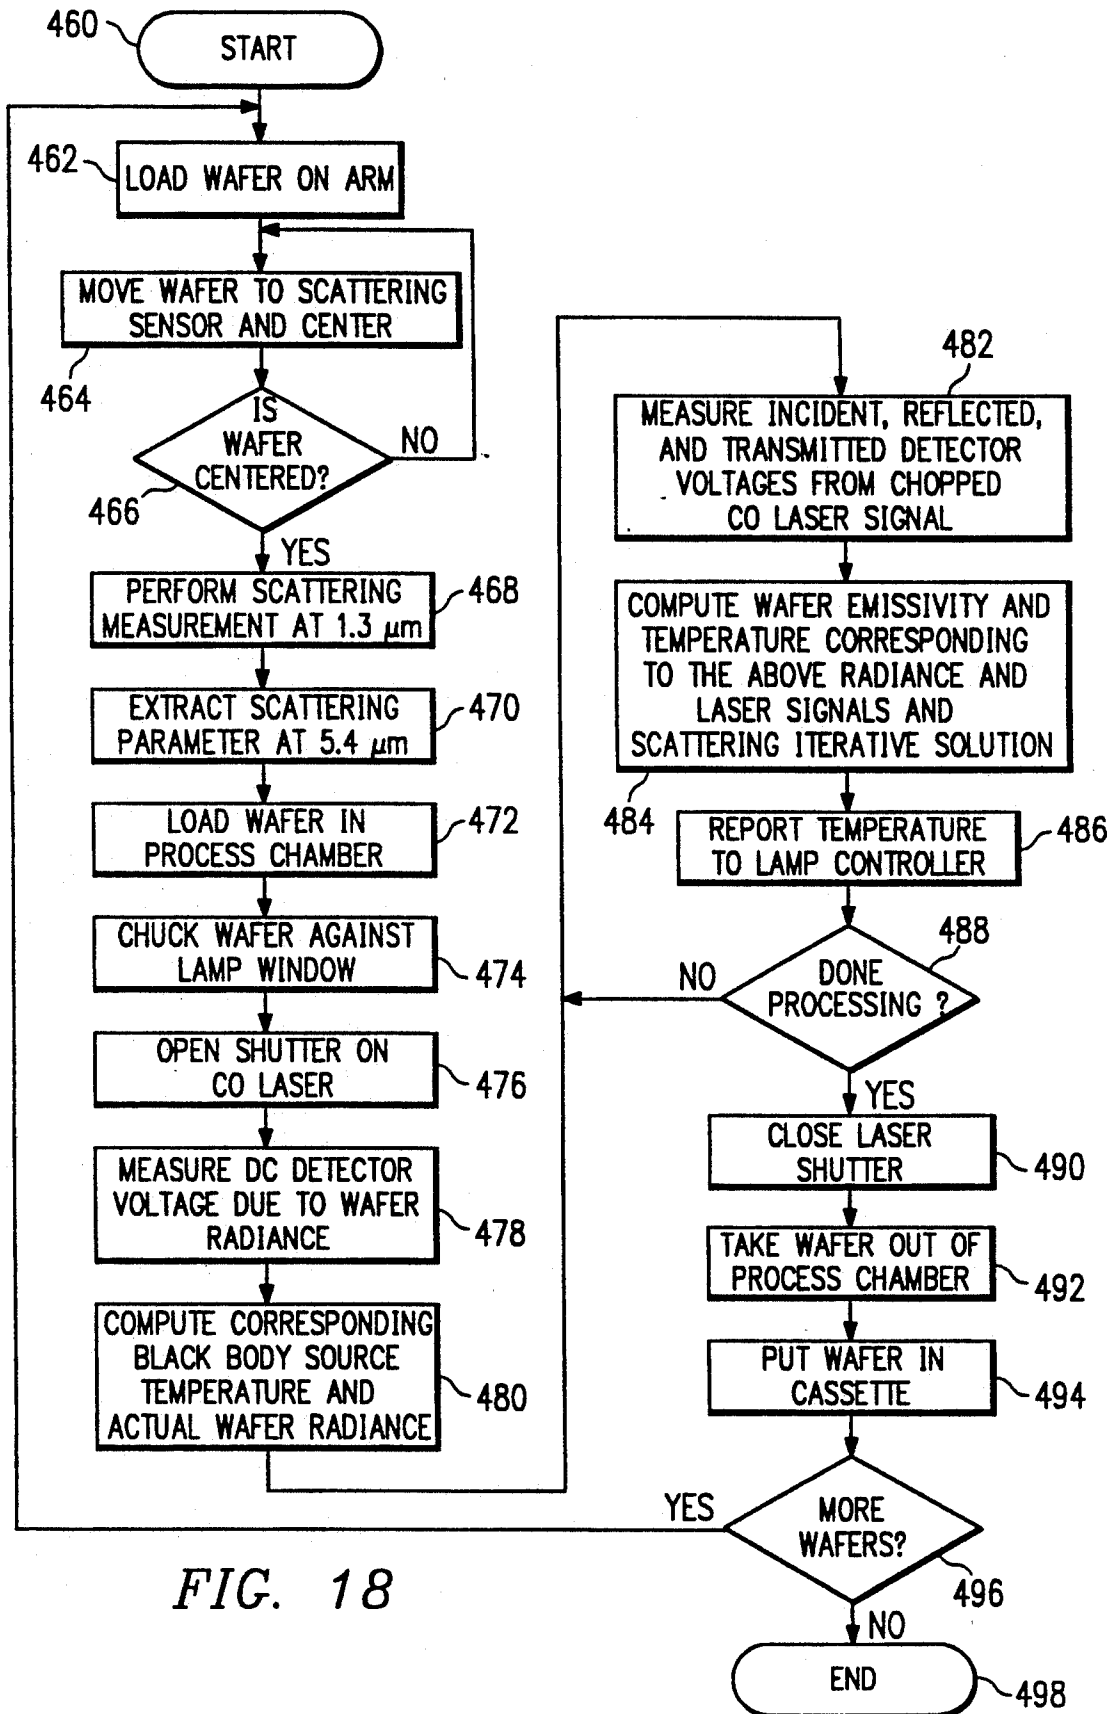 460
START
462
LOAD WAFER ON ARM
MOVE WAFER TO SCATTERING
SENSOR AND CENTER
464
IS
WAFER
CENTERED?
NO
466
YES
PERFORM SCATTERING
MEASUREMENT AT 1.3 µm
468
EXTRACT SCATTERING
PARAMETER AT 5.4 µm
470
LOAD WAFER IN
PROCESS CHAMBER
472
CHUCK WAFER AGAINST
LAMP WINDOW
474
OPEN SHUTTER ON
CO LASER
476
MEASURE DC DETECTOR
VOLTAGE DUE TO WAFER
RADIANCE
478
COMPUTE CORRESPONDING
BLACK BODY SOURCE
TEMPERATURE AND
ACTUAL WAFER RADIANCE
480
482
MEASURE INCIDENT, REFLECTED,
AND TRANSMITTED DETECTOR
VOLTAGES FROM CHOPPED
CO LASER SIGNAL
COMPUTE WAFER EMISSIVITY AND
TEMPERATURE CORRESPONDING
TO THE ABOVE RADIANCE AND
LASER SIGNALS AND
SCATTERING ITERATIVE SOLUTION
484
REPORT TEMPERATURE
TO LAMP CONTROLLER
486
488
NO
DONE
PROCESSING ?
YES
CLOSE LASER
SHUTTER
490
TAKE WAFER OUT OF
PROCESS CHAMBER
492
PUT WAFER IN
CASSETTE
494
YES
MORE
WAFERS?
496
NO
END
498
FIG. 18